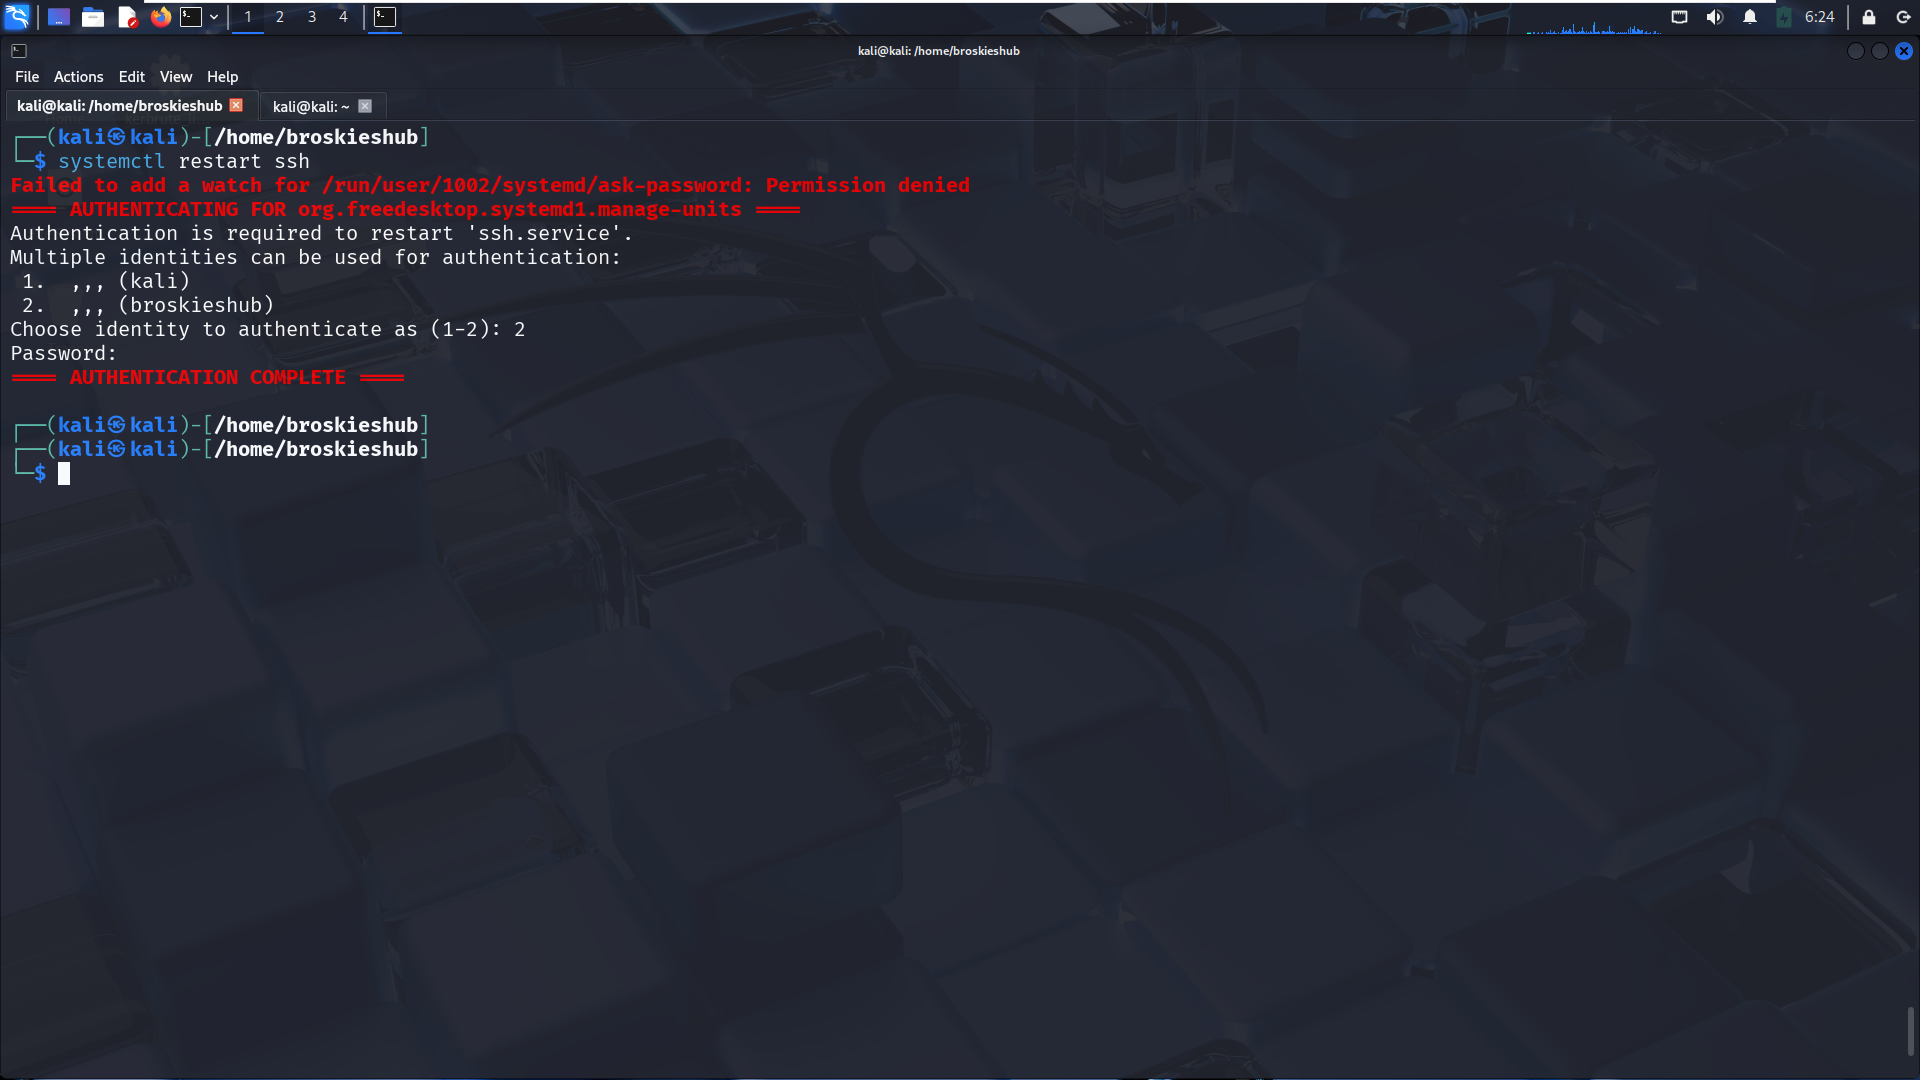 1 2 3 4 6:24
kali@kali: /home/broskieshub
File Actions Edit View Help
kali@kali: /home/broskieshub kali@kali: ~
┌──(kali㉿kali)-[/home/broskieshub]
└─$ systemctl restart ssh
Failed to add a watch for /run/user/1002/systemd/ask-password: Permission denied
==== AUTHENTICATING FOR org.freedesktop.systemd1.manage-units ====
Authentication is required to restart 'ssh.service'.
Multiple identities can be used for authentication:
1. ,,, (kali)
2. ,,, (broskieshub)
Choose identity to authenticate as (1-2): 2
Password:
==== AUTHENTICATION COMPLETE ====
┌──(kali㉿kali)-[/home/broskieshub]
┌──(kali㉿kali)-[/home/broskieshub]
└─$